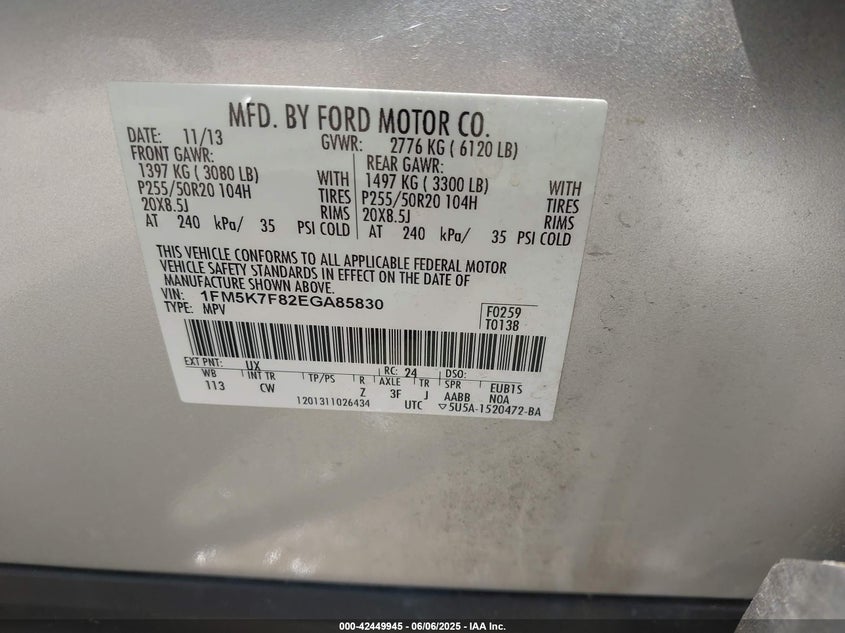 MFD. BY FORD MOTOR CO.
DATE: 11/13 GVWR: 2776 KG ( 6120 LB)
FRONT GAWR: REAR GAWR:
1397 KG ( 3080 LB) WITH 1497 KG ( 3300 LB) WITH
P255/50R20 104H TIRES P255/50R20 104H TIRES
20X8.5J RIMS 20X8.5J RIMS
AT 240 kPa/ 35 PSI COLD AT 240 kPa/ 35 PSI COLD
THIS VEHICLE CONFORMS TO ALL APPLICABLE FEDERAL MOTOR
VEHICLE SAFETY STANDARDS IN EFFECT ON THE DATE OF
MANUFACTURE SHOWN ABOVE.
VIN: 1FM5K7F82EGA85830 F0259
TYPE: MPV T0138
EXT PNT: UX RC: 24 DSO:
WB INT TR TP/PS R AXLE TR SPR EUB1S
113 CW Z 3F J AABB NOA
1201311026434 UTC ▽5U5A-1520472-BA
000-42449945 - 06/06/2025 - IAA Inc.